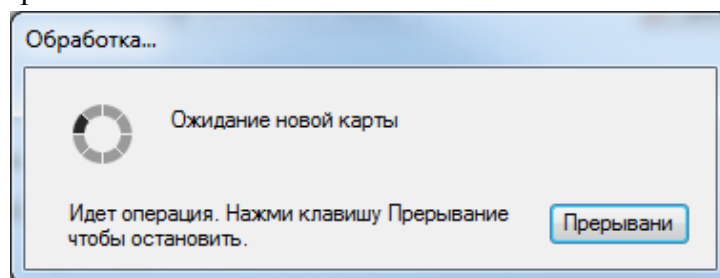 Обработка...
Ожидание новой карты
Идет операция. Нажми клавишу Прерывание
чтобы остановить.
Прерывани